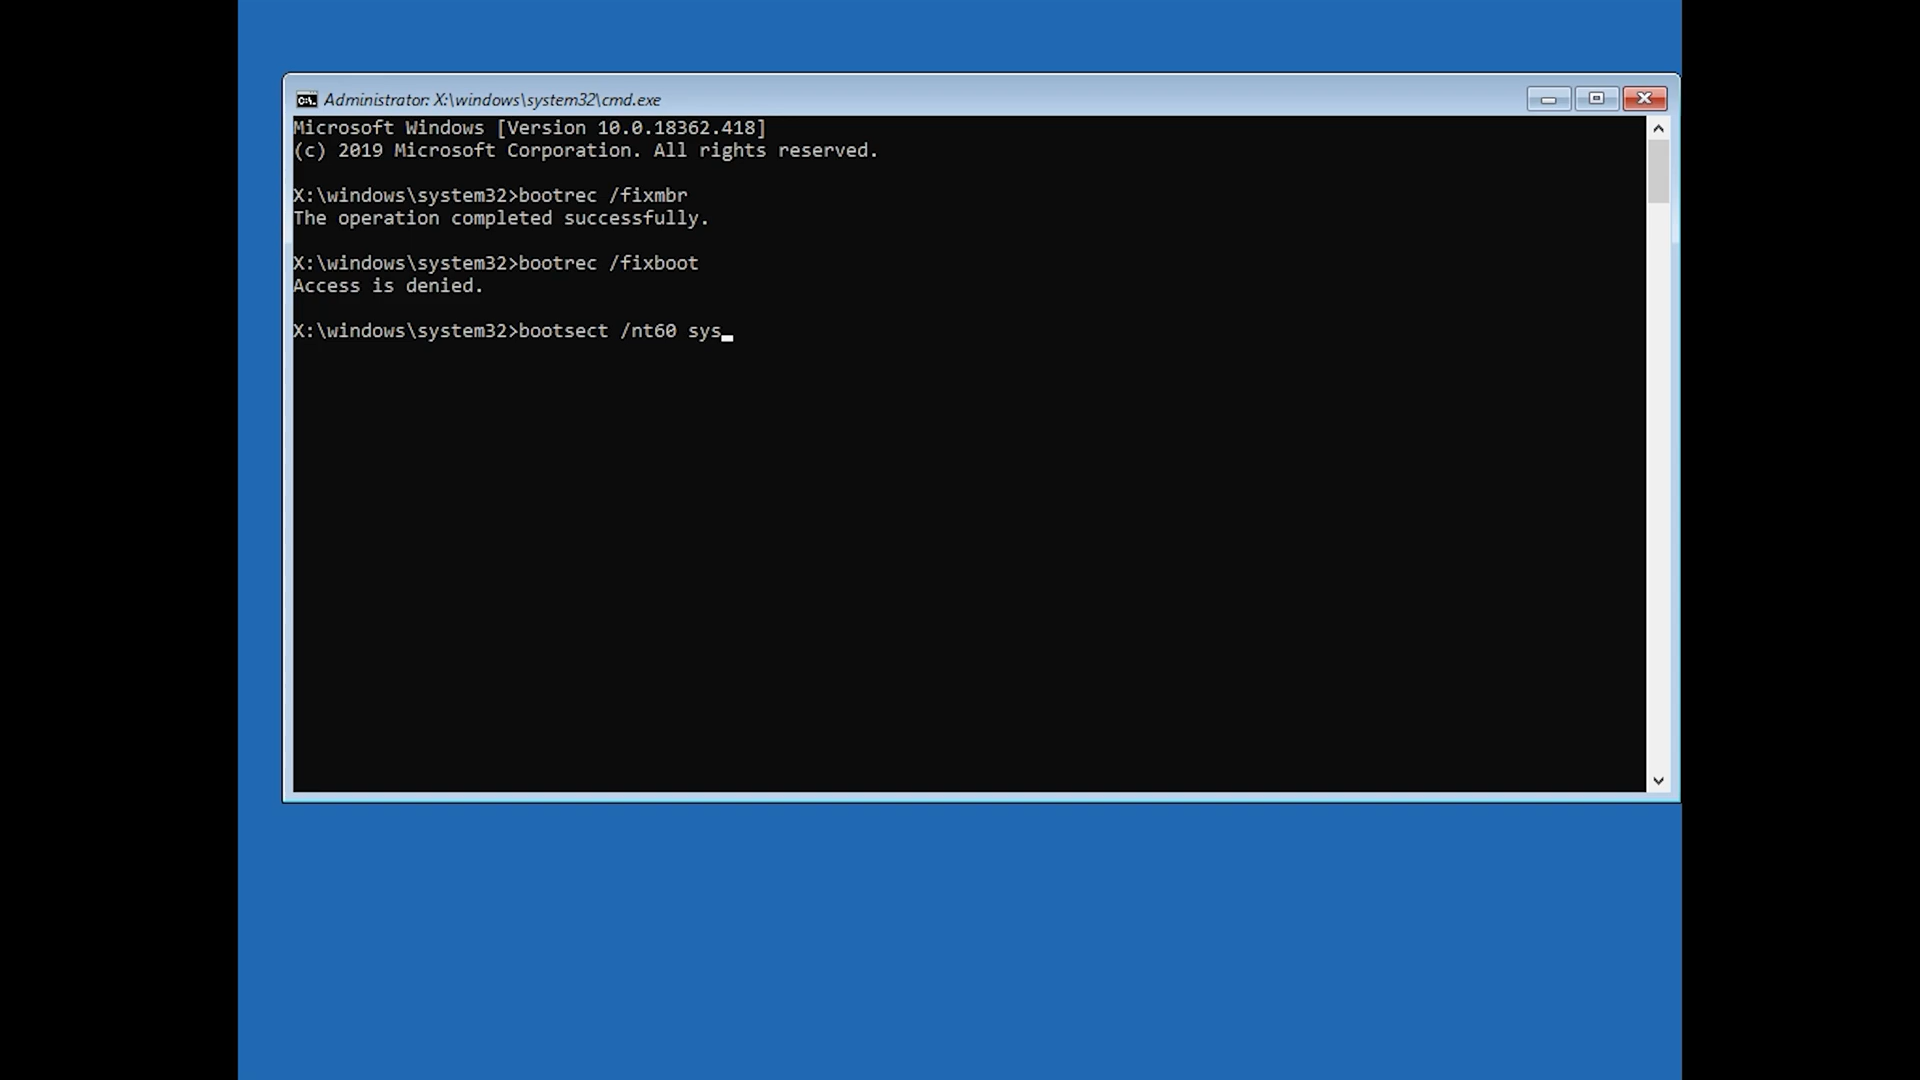 Administrator: X:\windows\system32\cmd.exe
Microsoft Windows [Version 10.0.18362.418]
(c) 2019 Microsoft Corporation. All rights reserved.
X:\windows\system32>bootrec /fixmbr
The operation completed successfully.
X:\windows\system32>bootrec /fixboot
Access is denied.
X:\windows\system32>bootsect /nt60 sys